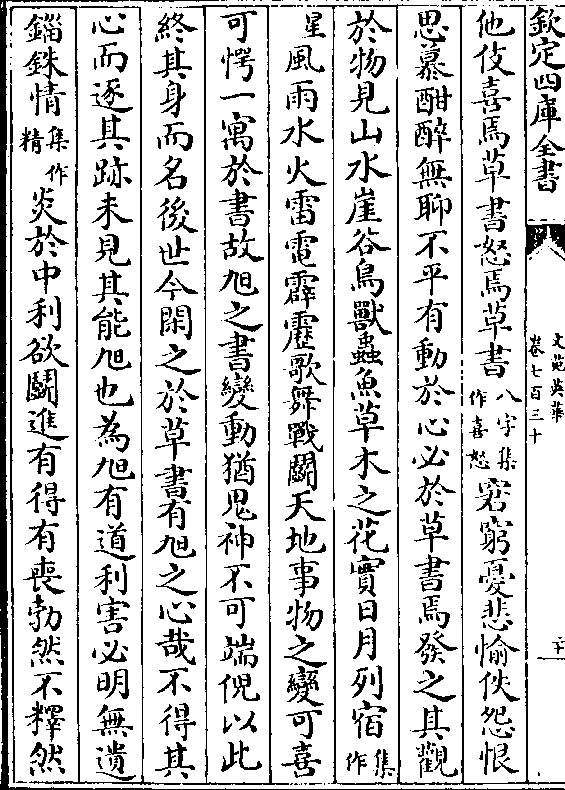 欽定四庫全書
文苑英華
卷七百三十
二十
他伎喜焉草書怒焉草書八字集作喜怒窘窮憂悲愉佚怨恨
思慕酣醉無聊不平有動於心必於草書焉發之其觀
於物見山水崖谷鳥獸蟲魚草木之花實日月列宿集作
星風雨水火雷電霹靂歌舞戰鬭天地事物之變可喜
可愕一寓於書故旭之書變動猶鬼神不可端倪以此
終其身而名後世今閑之於草書有旭之心哉不得其
心而逐其跡未見其能旭也為旭有道利害必明無遺
錙銖情集作精炎於中利欲鬭進有得有喪勃然不釋然